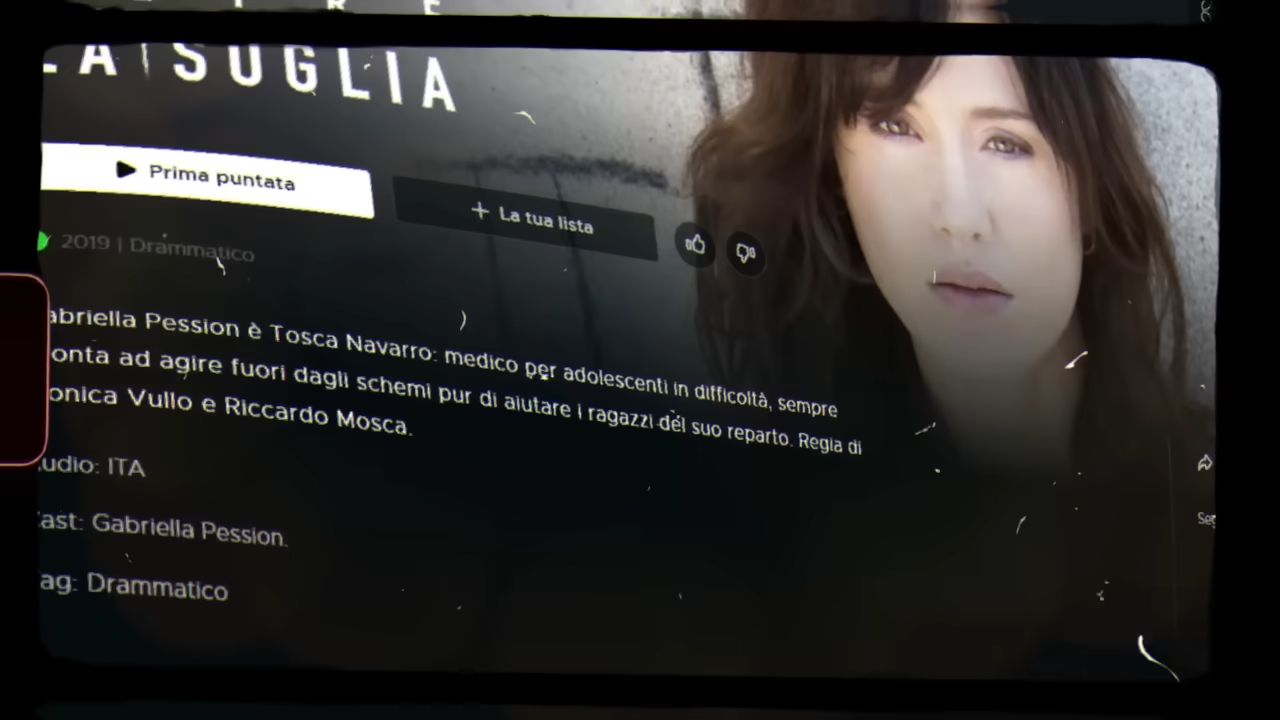 LA SUGLIA
Prima puntata
+ La tua lista
2019 | Drammatico
abriella Pession è Tosca Navarro: medico per adolescenti in difficoltà, sempre
onta ad agire fuori dagli schemi pur di aiutare i ragazzi del suo reparto. Regia di
onica Vullo e Riccardo Mosca.
udio: ITA
ast: Gabriella Pession.
ag: Drammatico